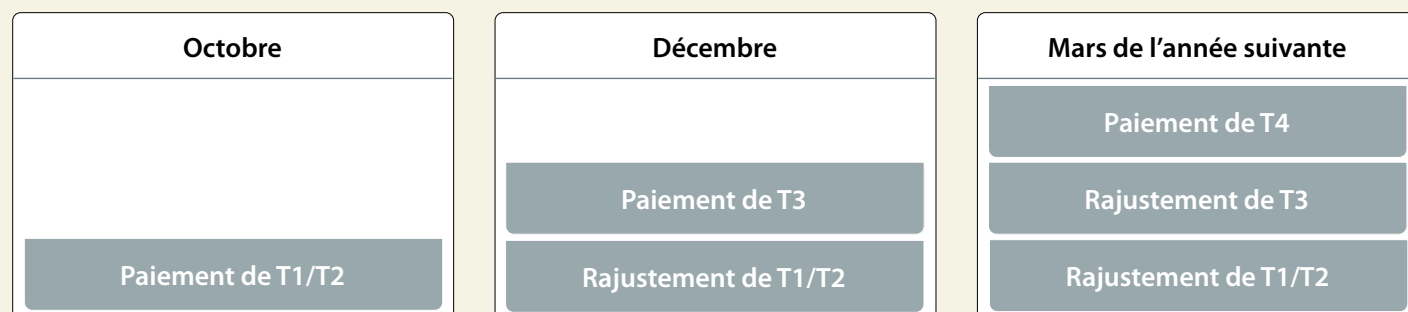 Octobre
Paiement de T1/T2
Décembre
Paiement de T3
Rajustement de T1/T2
Mars de l’année suivante
Paiement de T4
Rajustement de T3
Rajustement de T1/T2